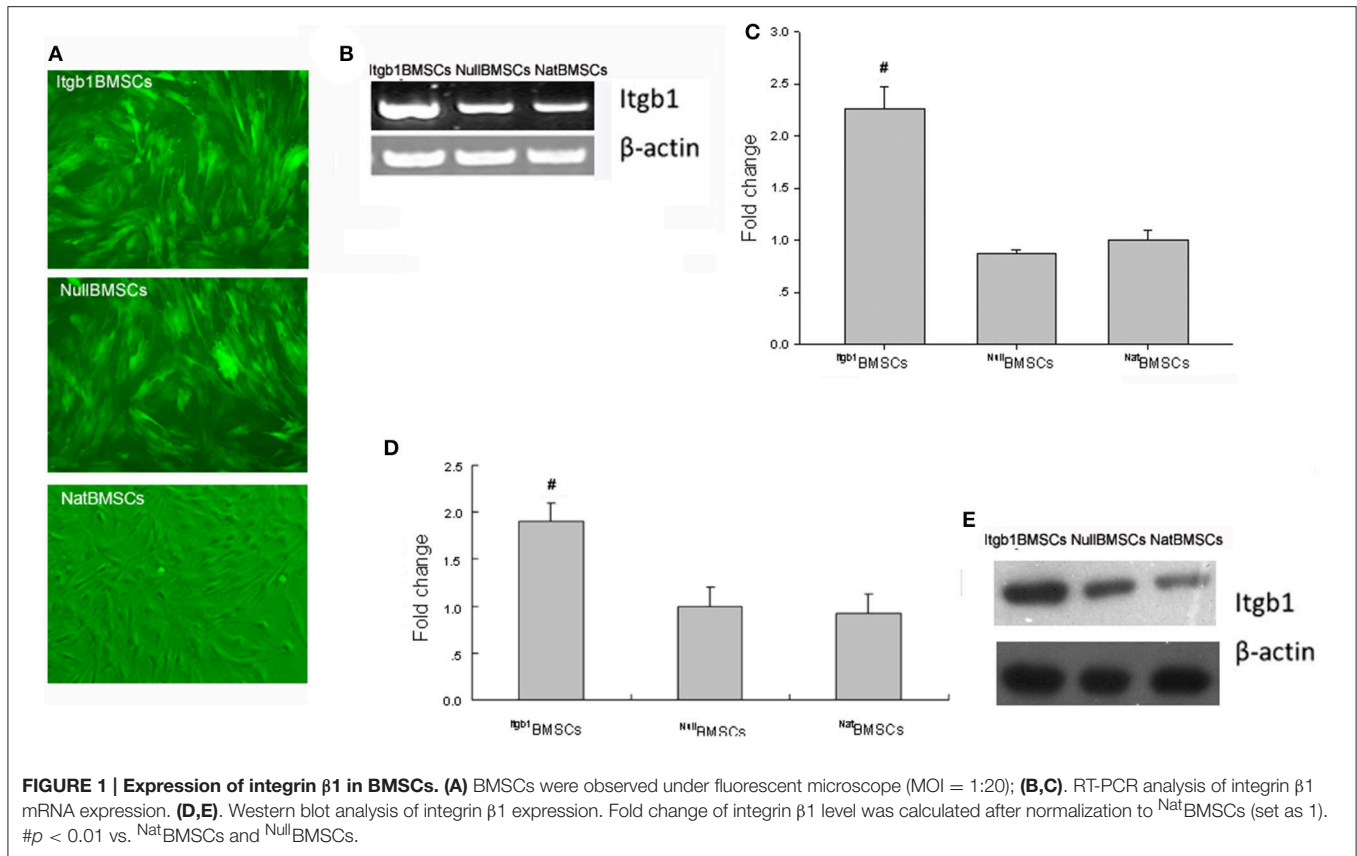 A
Itgb1BMSCs
NullBMSCs
NatBMSCs
B
Itgb1BMSCs NullBMSCs NatBMSCs
Itgb1
β-actin
C
3.0
2.5
2.0
1.5
1.0
.5
0.0
Fold change
#
Itgb1BMSCs
NullBMSCs
NatBMSCs
D
2.5
2.0
1.5
1.0
.5
0.0
Fold change
#
Itgb1BMSCs
NullBMSCs
NatBMSCs
E
Itgb1BMSCs NullBMSCs NatBMSCs
Itgb1
β-actin
FIGURE 1 | Expression of integrin β1 in BMSCs. (A) BMSCs were observed under fluorescent microscope (MOI = 1:20); (B,C). RT-PCR analysis of integrin β1
mRNA expression. (D,E). Western blot analysis of integrin β1 expression. Fold change of integrin β1 level was calculated after normalization to NatBMSCs (set as 1).
#p < 0.01 vs. NatBMSCs and NullBMSCs.